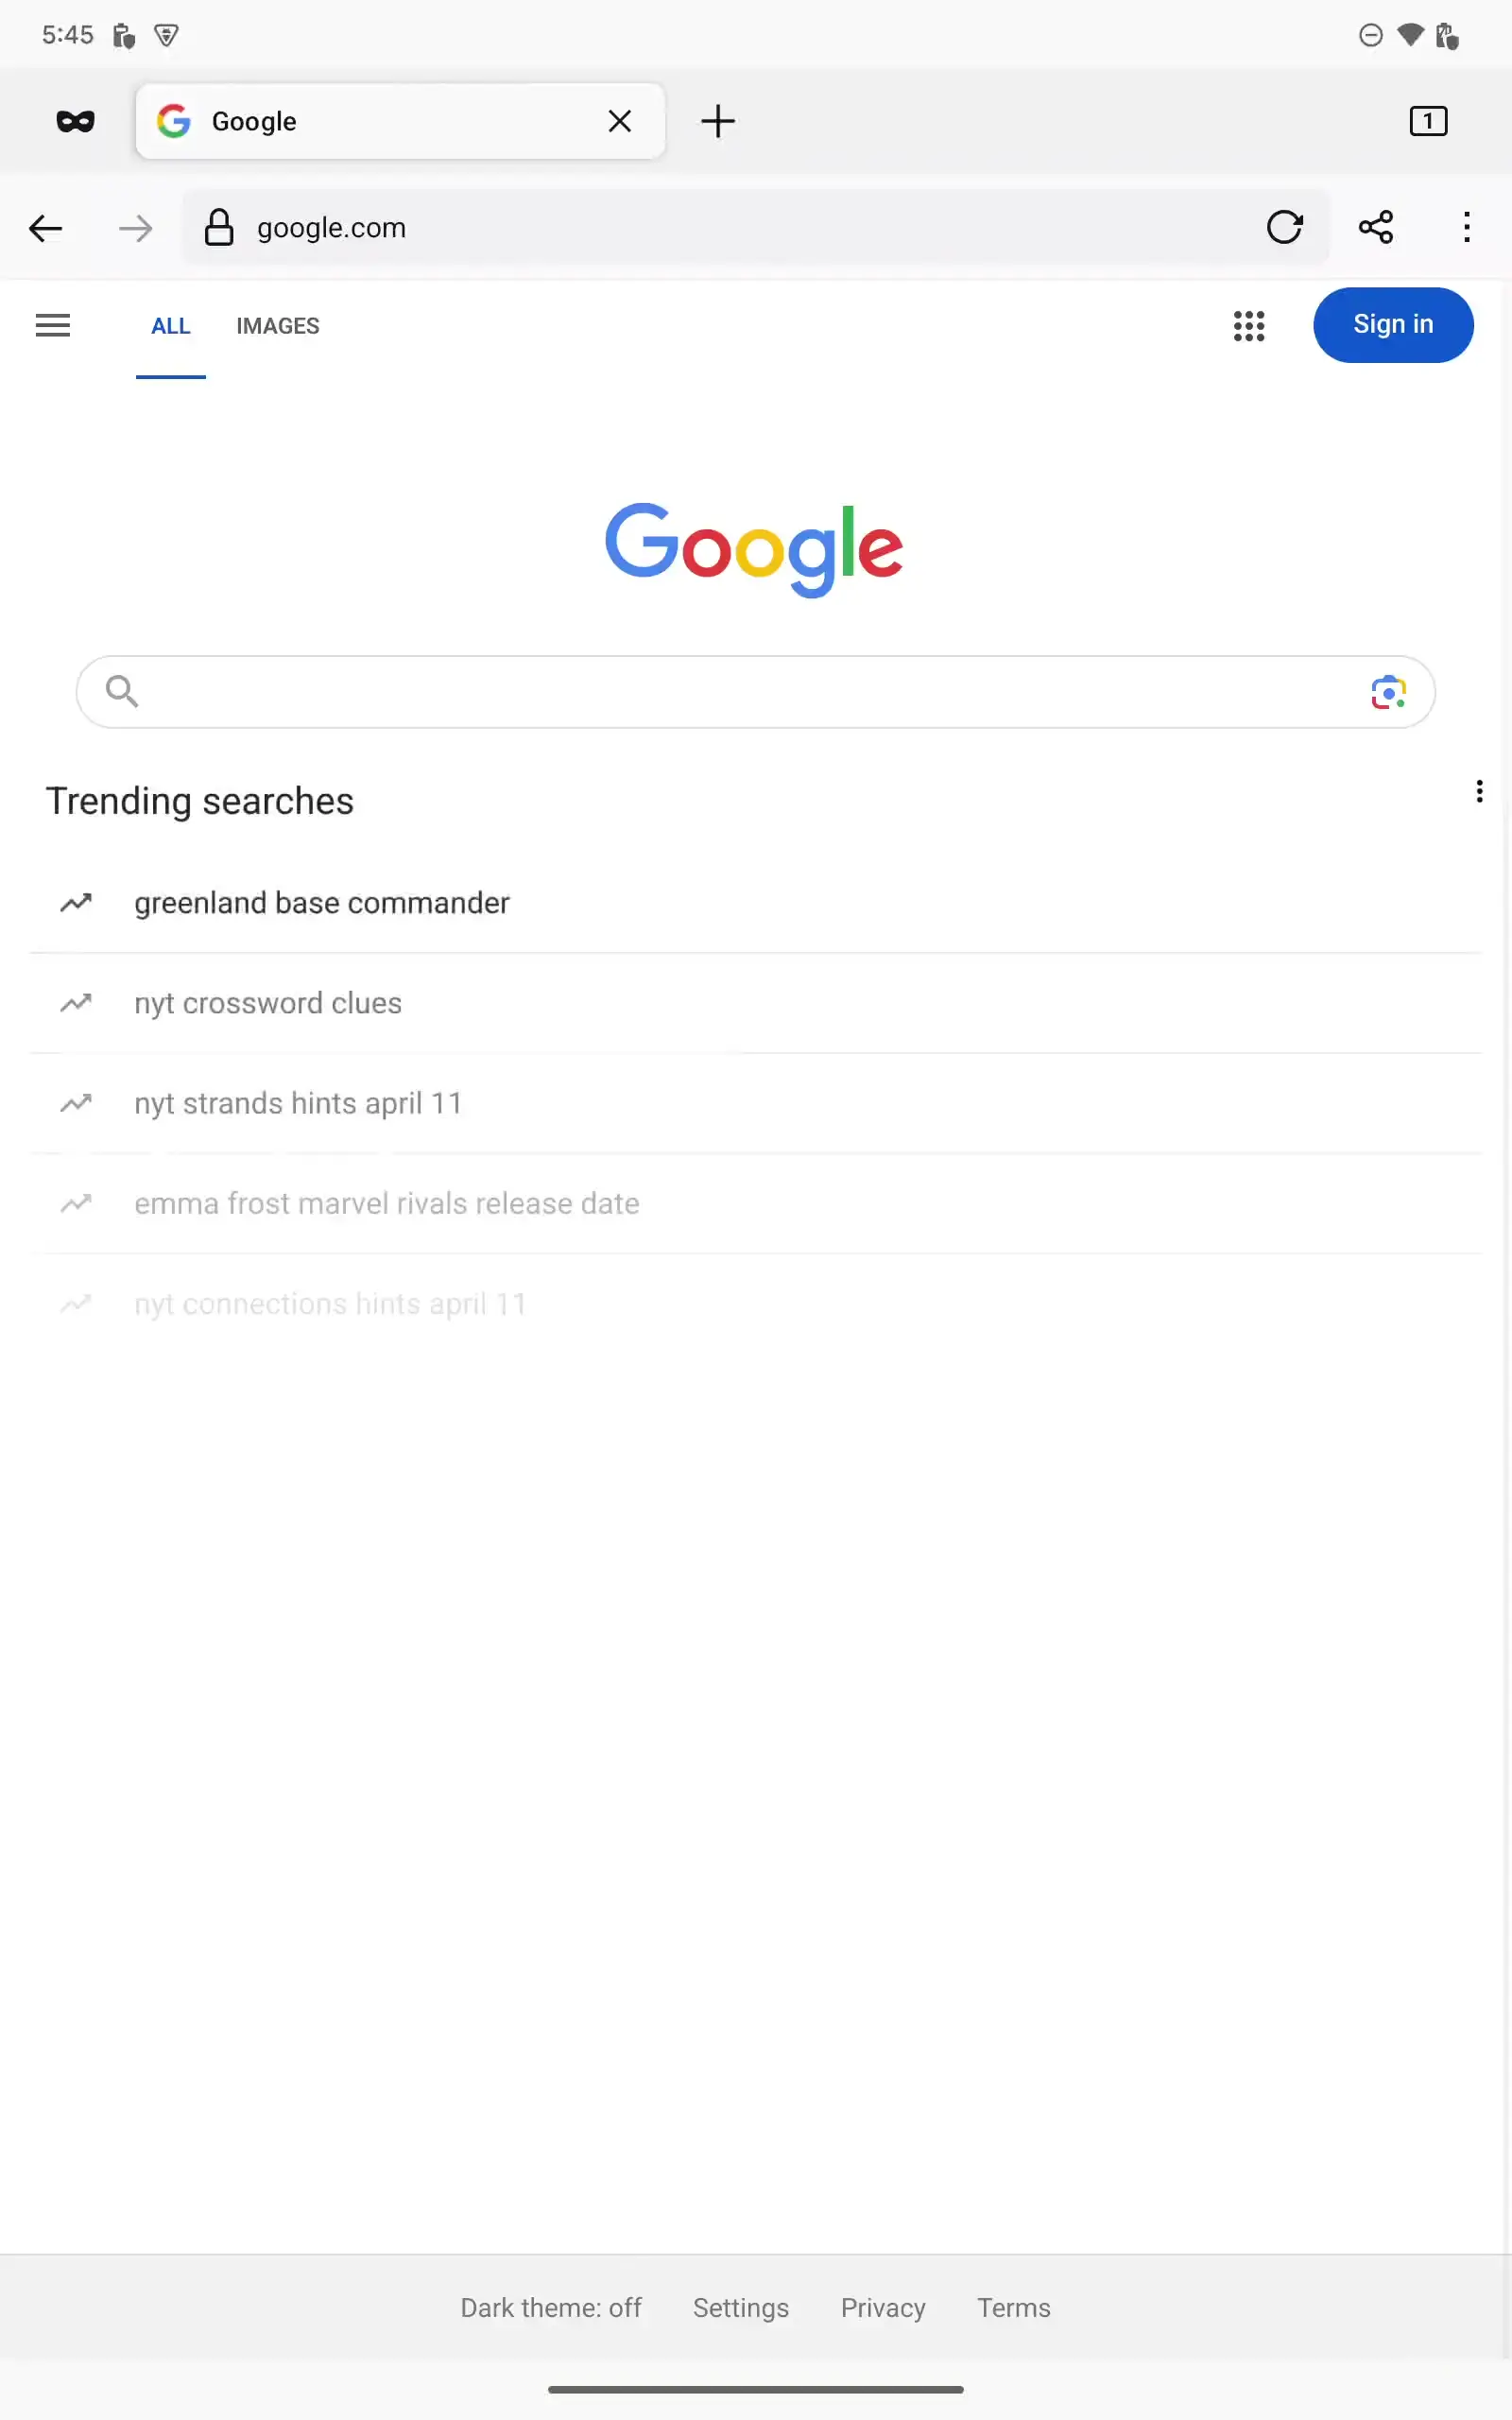 5:45
Google
1
google.com
ALL IMAGES Sign in
Google
Trending searches
greenland base commander
nyt crossword clues
nyt strands hints april 11
emma frost marvel rivals release date
nyt connections hints april 11
Dark theme: off Settings Privacy Terms